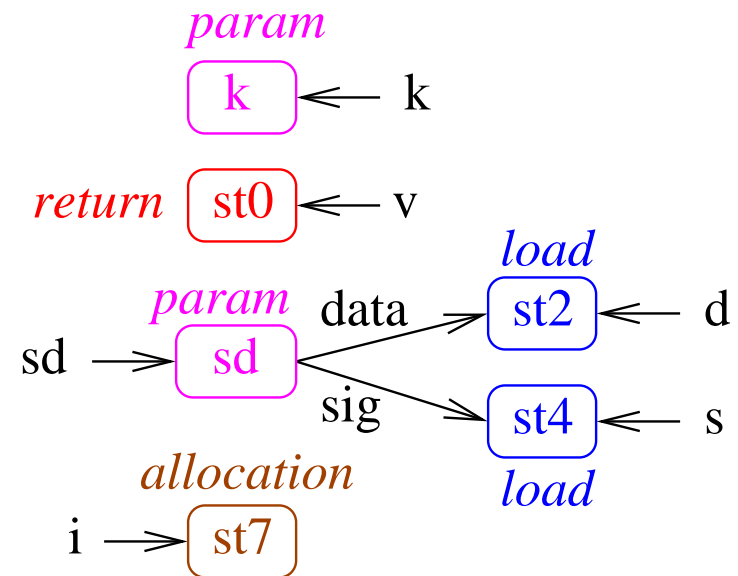 param
k k
return st0 v
load
param data st2 d
sd sd
sig st4 s
allocation load
i st7